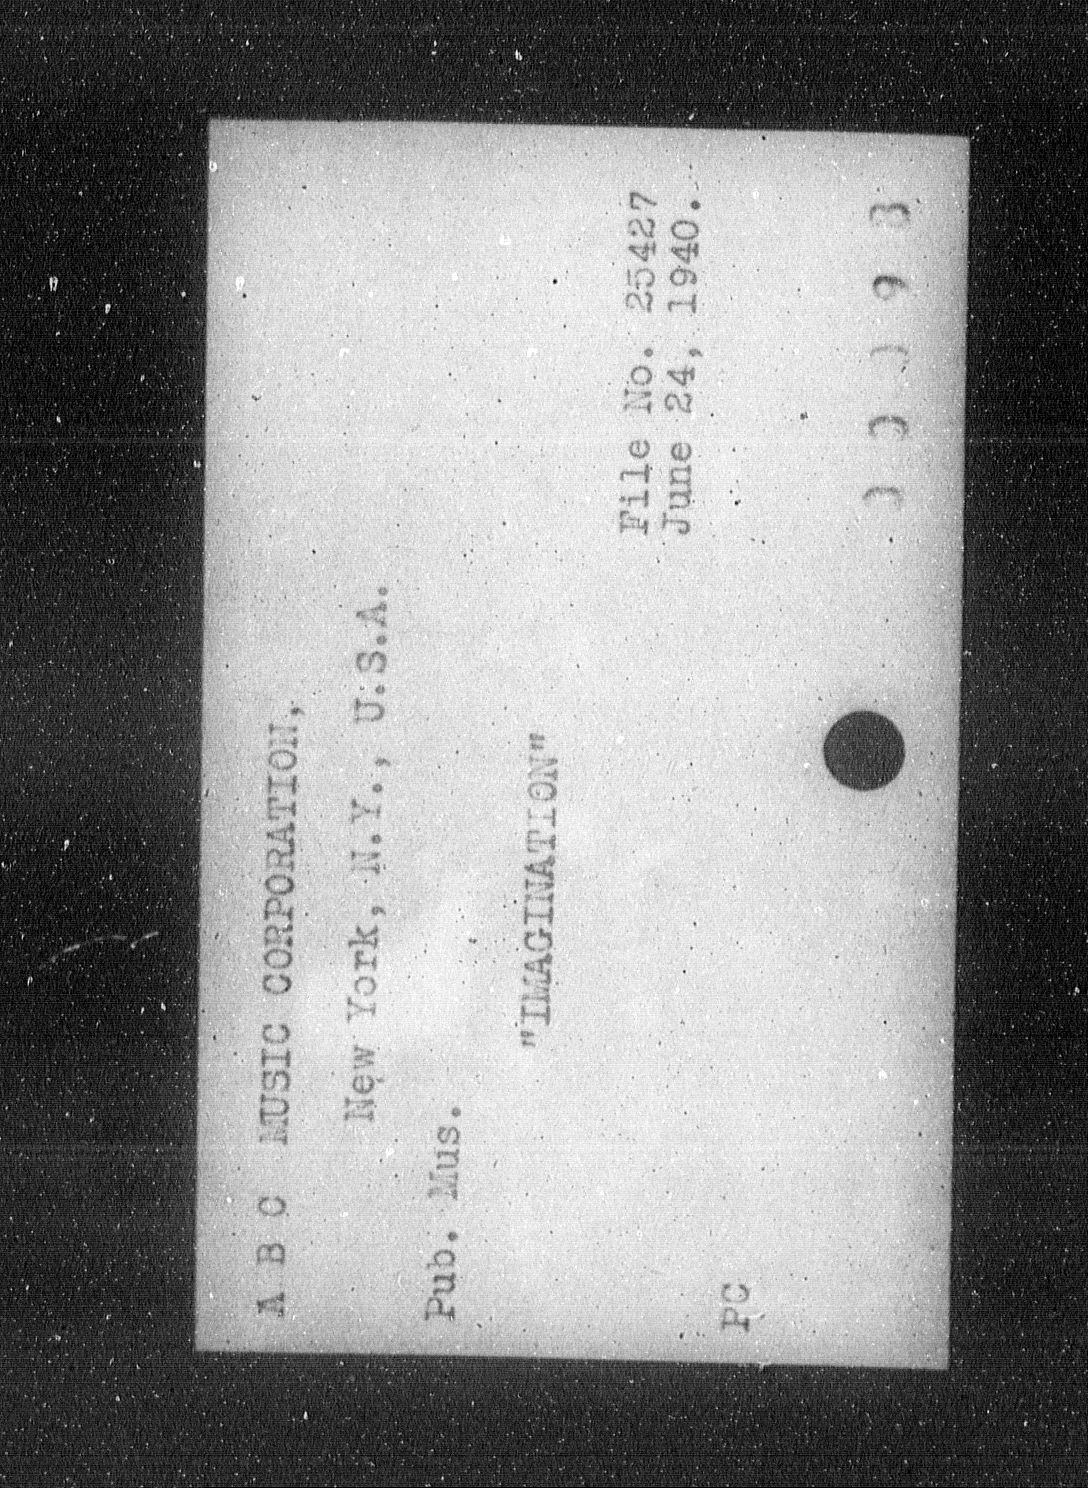 A B C MUSIC CORPORATION,
New York, N.Y., U.S.A.
Pub. Mus.
"IMAGINATION"
File No. 25427
June 24, 1940.
PC